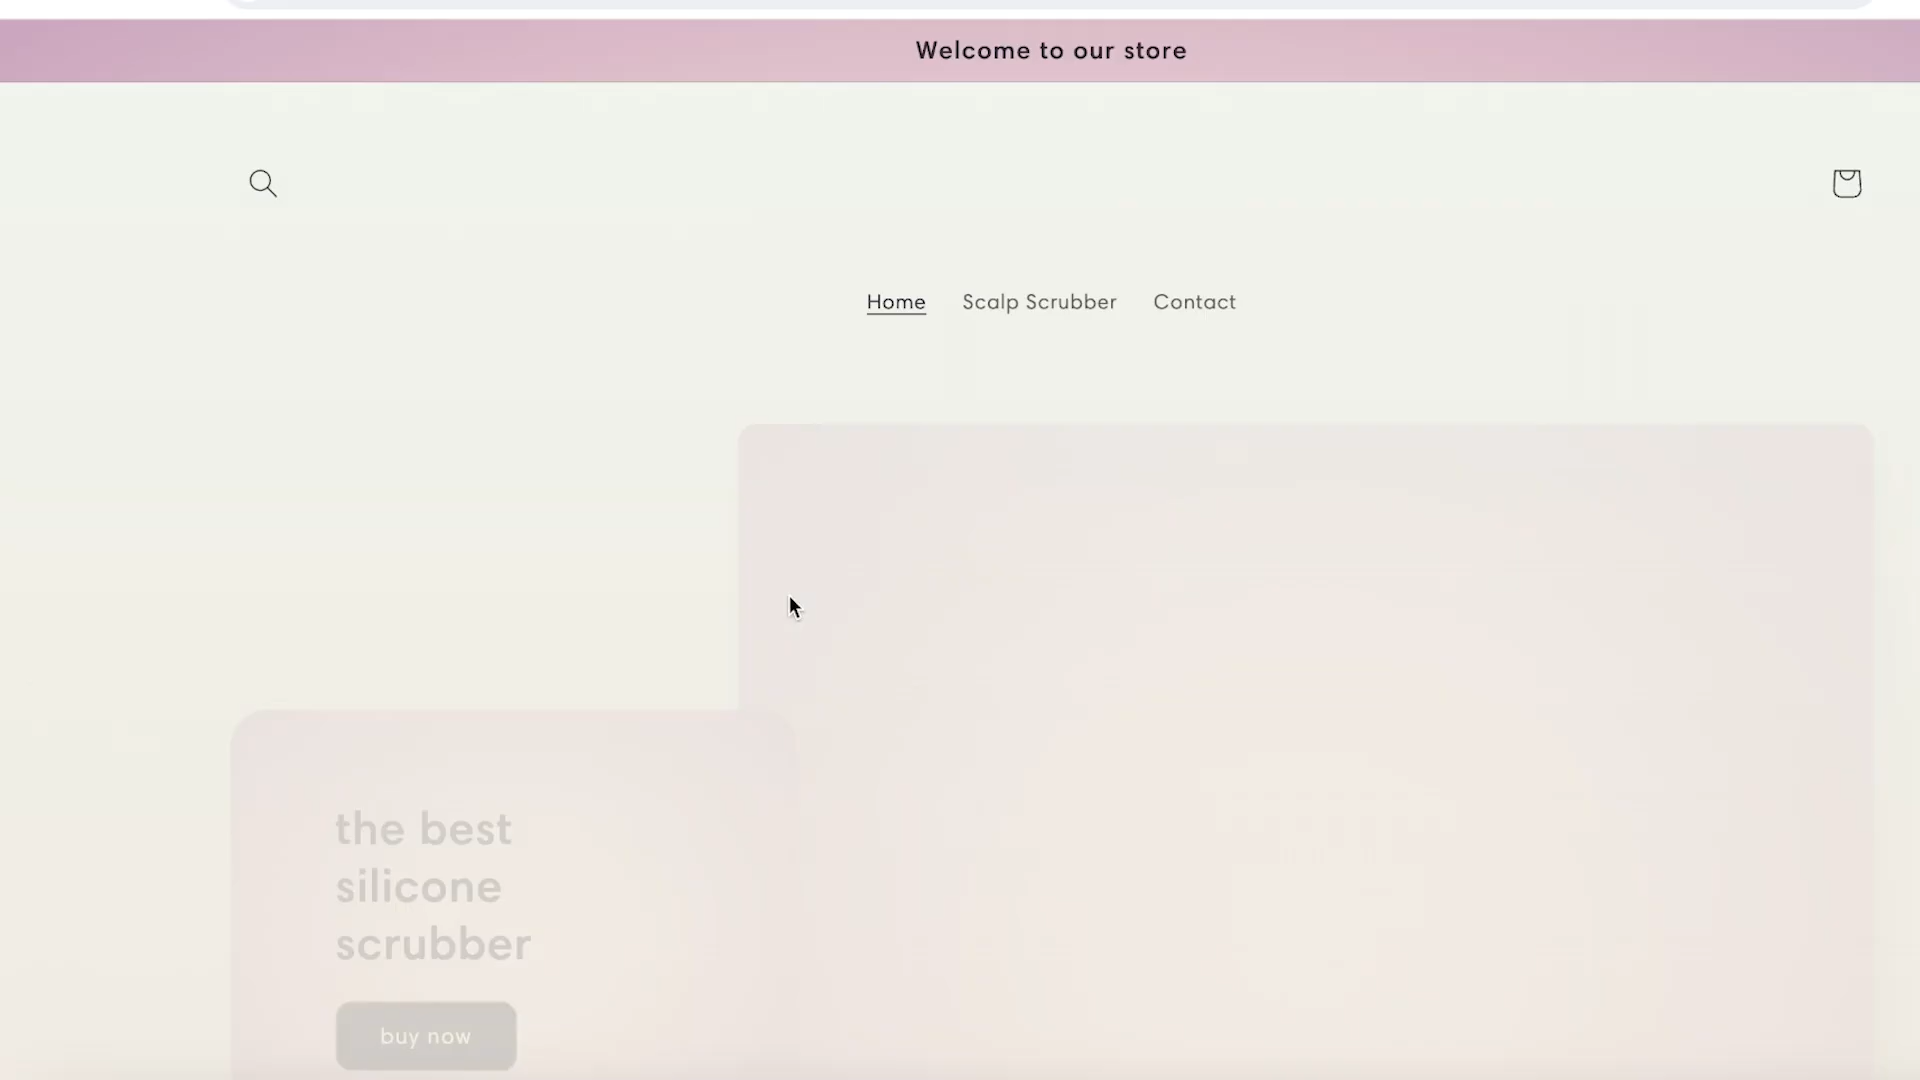 Welcome to our store
Home Scalp Scrubber Contact
the best
silicone
scrubber
buy now